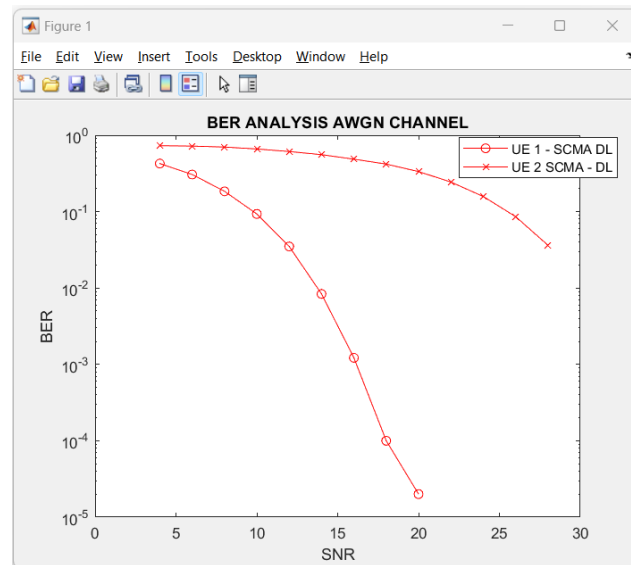 Figure 1
File Edit View Insert Tools Desktop Window Help
BER ANALYSIS AWGN CHANNEL
UE 1 - SCMA DL
UE 2 SCMA - DL
10^0
10^-1
10^-2
10^-3
10^-4
10^-5
BER
0 5 10 15 20 25 30
SNR